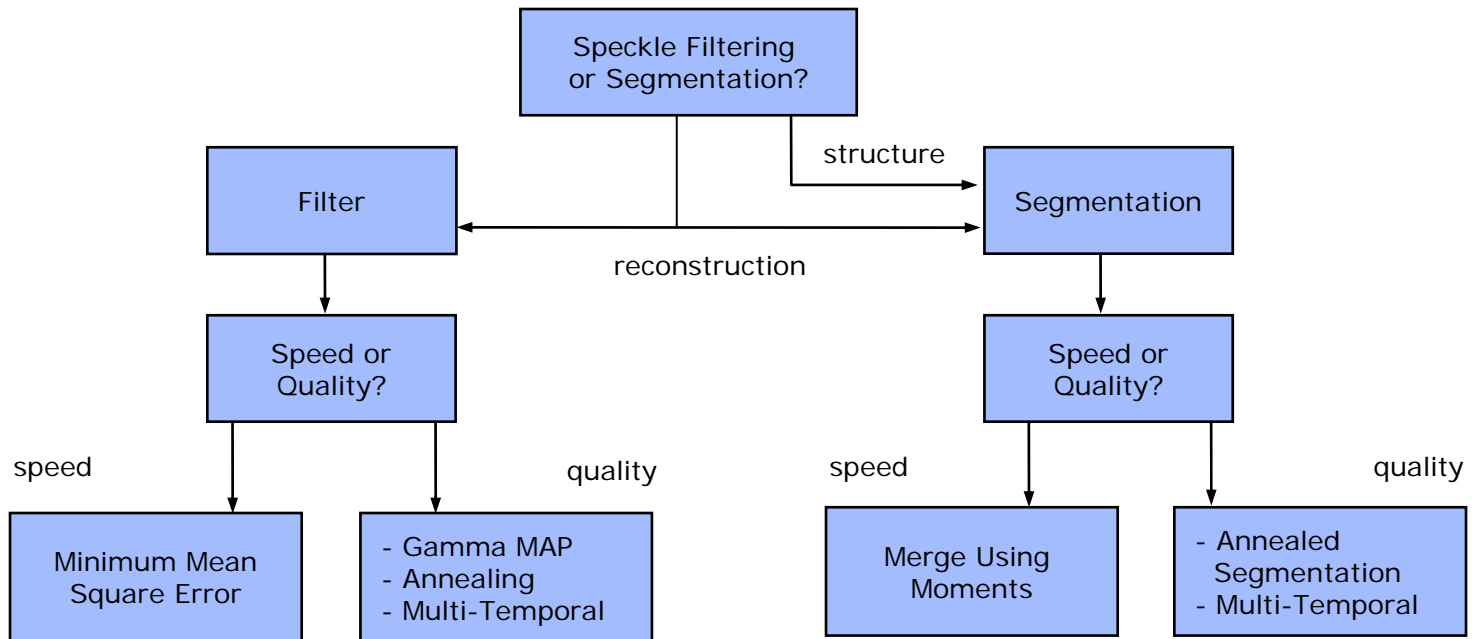 Speckle Filtering
or Segmentation?
structure
Filter
Segmentation
reconstruction
Speed or
Quality?
Speed or
Quality?
speed
quality
speed
quality
Minimum Mean
Square Error
- Gamma MAP
- Annealing
- Multi-Temporal
Merge Using
Moments
- Annealed
Segmentation
- Multi-Temporal